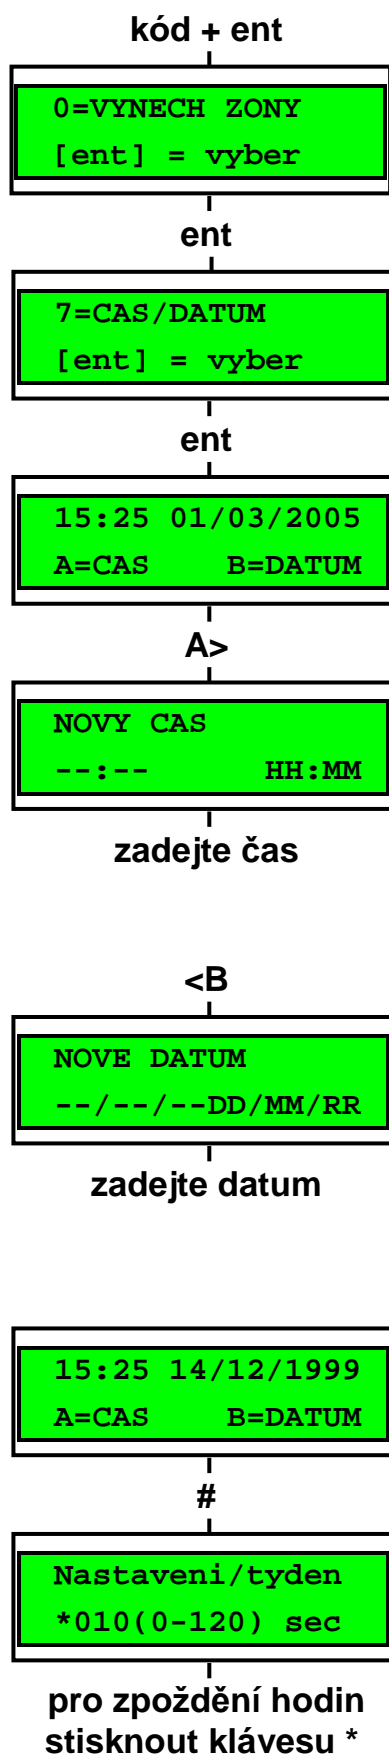 kód + ent
0=VYNECH ZONY
[ent] = vyber
ent
7=CAS/DATUM
[ent] = vyber
ent
15:25 01/03/2005
A=CAS B=DATUM
A>
NOVY CAS
--:-- HH:MM
zadejte čas
<B
NOVE DATUM
--/--/--DD/MM/RR
zadejte datum
15:25 14/12/1999
A=CAS B=DATUM
#
Nastaveni/tyden
*010(0-120) sec
pro zpoždění hodin
stisknout klávesu *